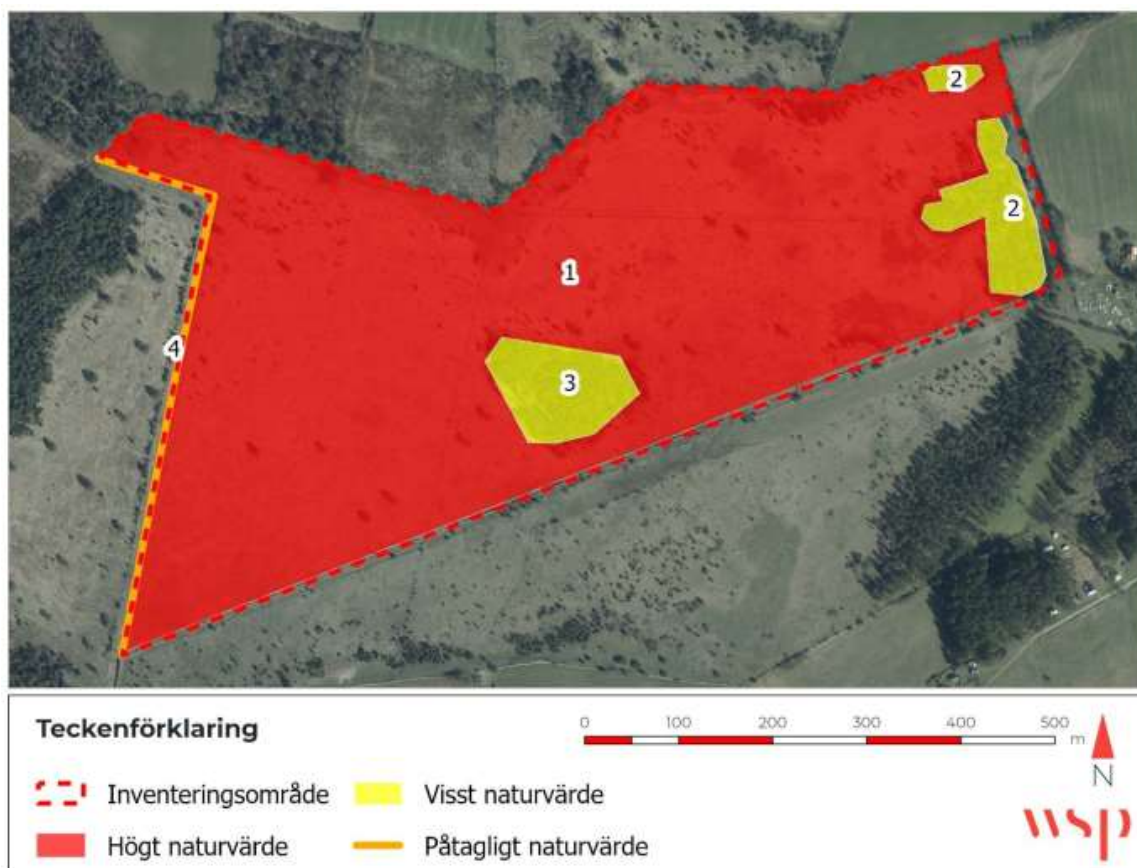 2
2
1
4
3
Teckenförklaring
0 100 200 300 400 500 m
Inventeringsområde
Visst naturvärde
N
Högt naturvärde
Påtagligt naturvärde
wsp